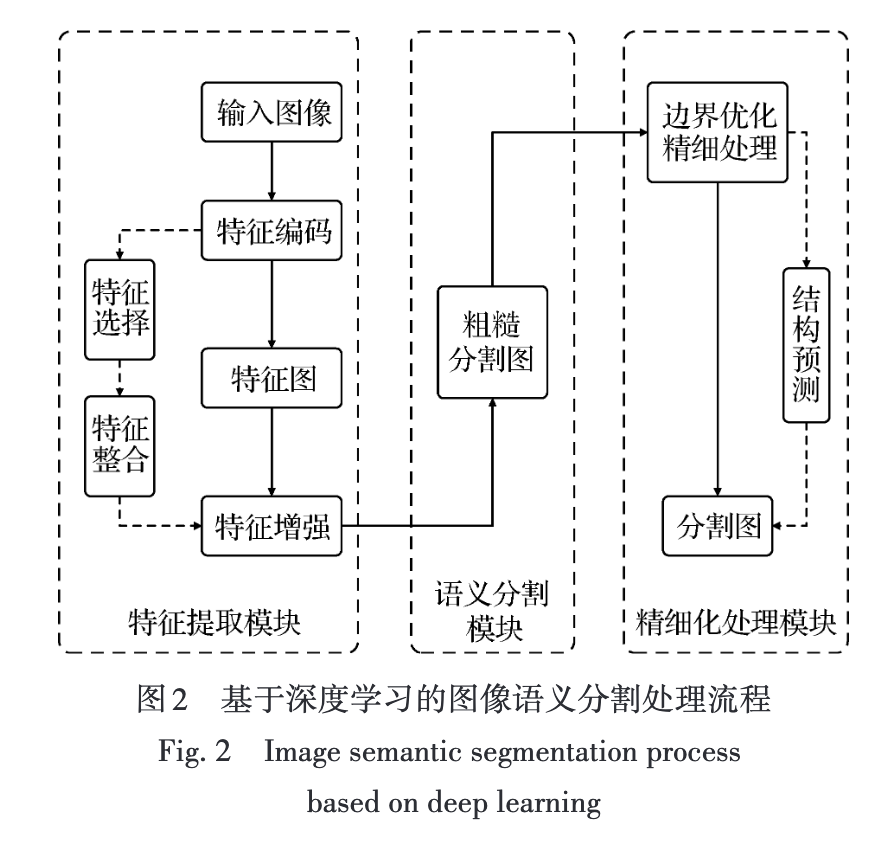 输入图像
特征编码
特征
选择
特征图
特征
整合
特征增强
特征提取模块
粗糙
分割图
语义分割
模块
边界优化
精细处理
结
构
预
测
分割图
精细化处理模块
图2 基于深度学习的图像语义分割处理流程
Fig. 2 Image semantic segmentation process
based on deep learning